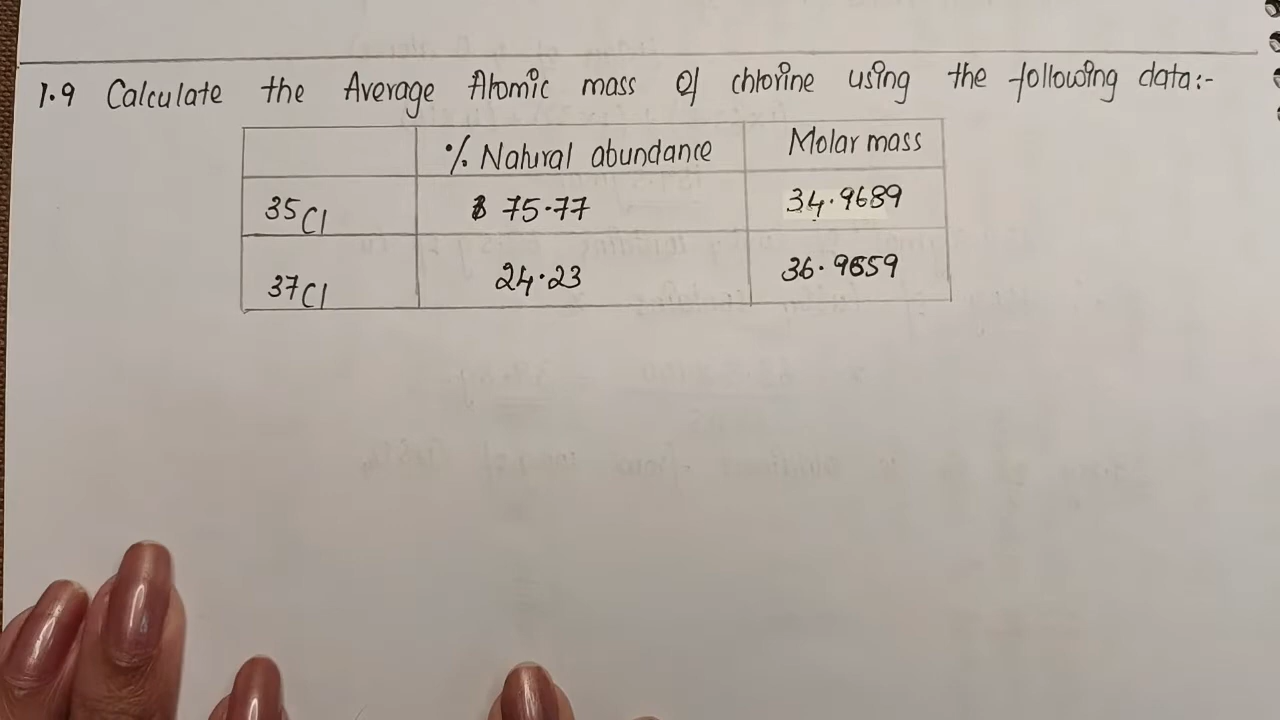 1.9 Calculate the Average Atomic mass of chlorine using the following data:-
% Natural abundance Molar mass
35Cl 75.77 34.9689
37Cl 24.23 36.9659